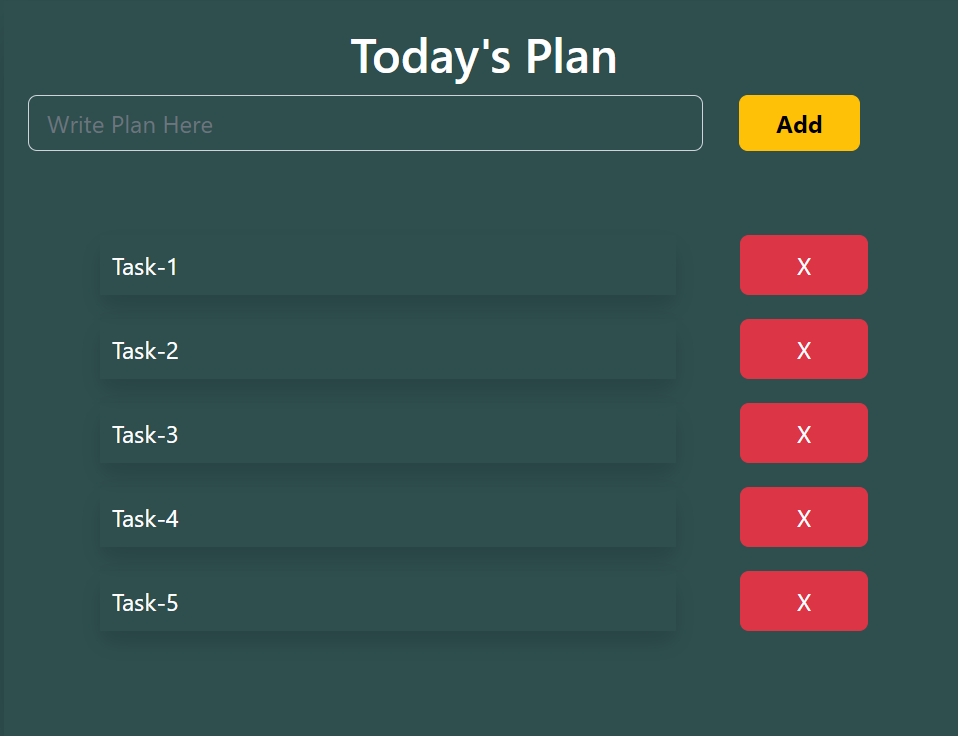 Today's Plan
Write Plan Here
Add
Task-1
X
Task-2
X
Task-3
X
Task-4
X
Task-5
X